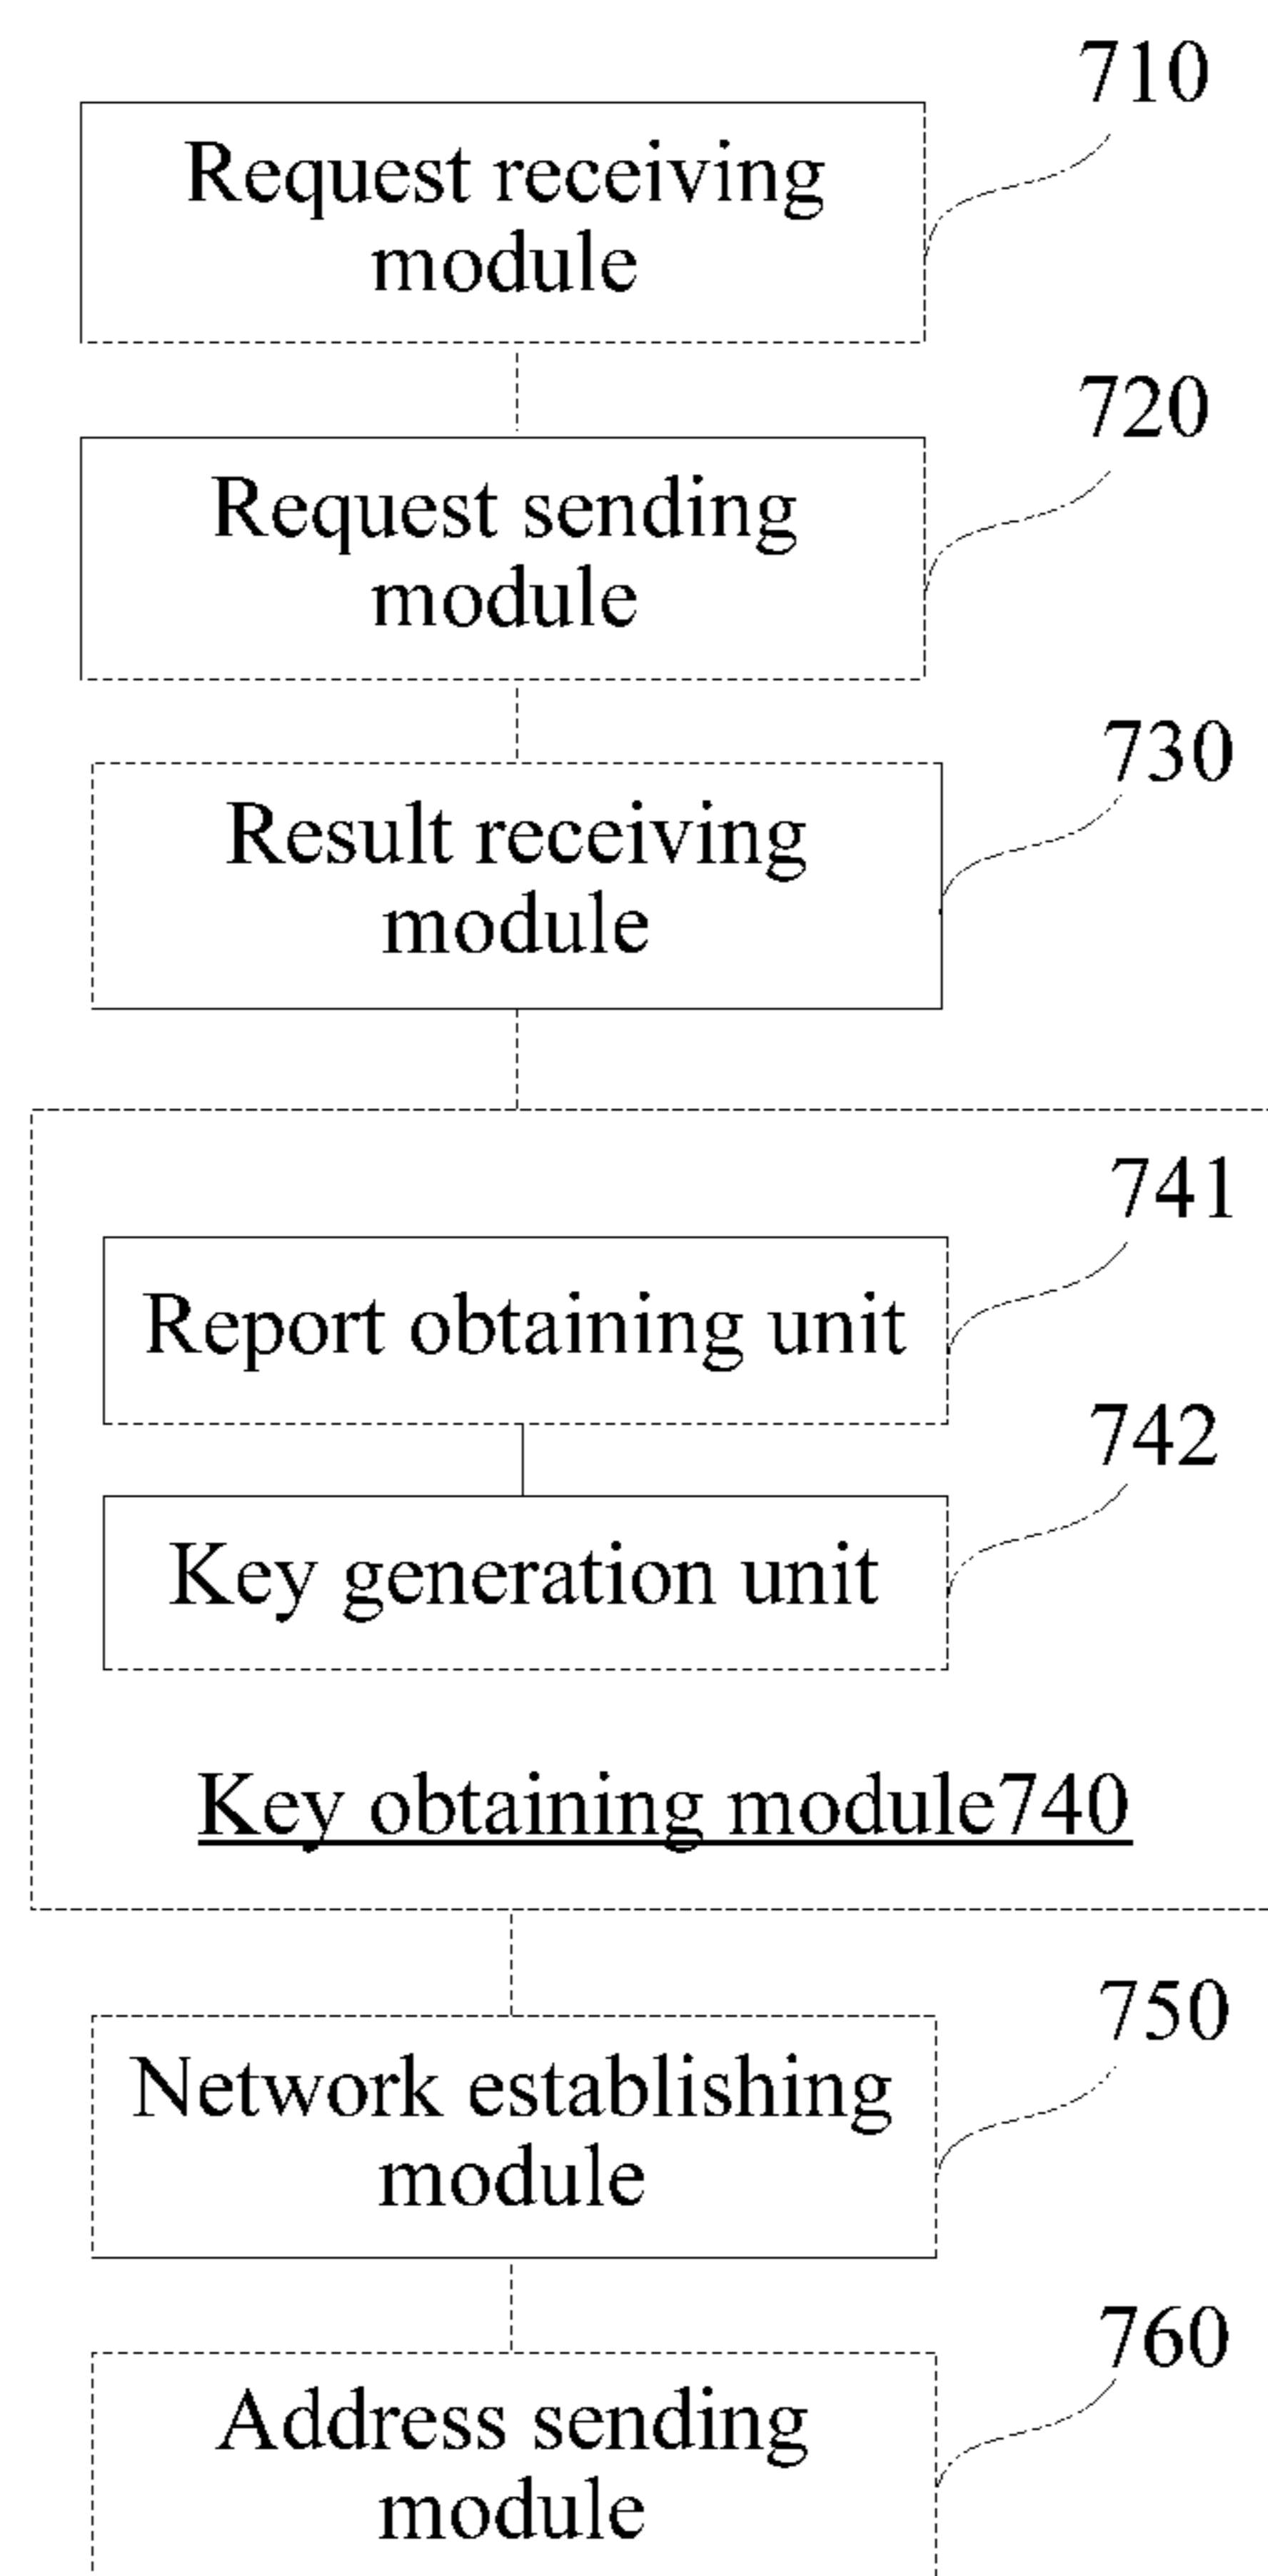 710
Request receiving
module
720
Request sending
module
730
Result receiving
module
741
Report obtaining unit
742
Key generation unit
Key obtaining module740
750
Network establishing
module
760
Address sending
module